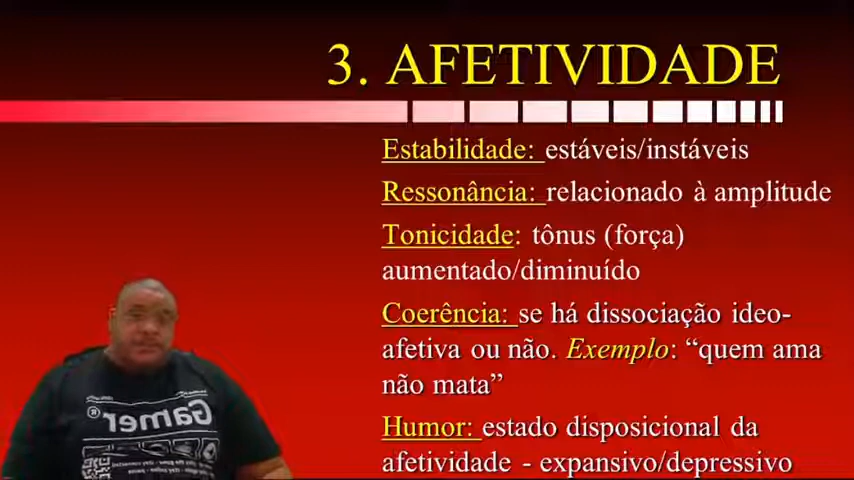 3. AFETIVIDADE
Estabilidade: estáveis/instáveis
Ressonância: relacionado à amplitude
Tonicidade: tônus (força)
aumentado/diminuído
Coerência: se há dissociação ideo-
afetiva ou não. Exemplo: “quem ama
não mata”
Humor: estado disposicional da
afetividade - expansivo/depressivo
Gamer®